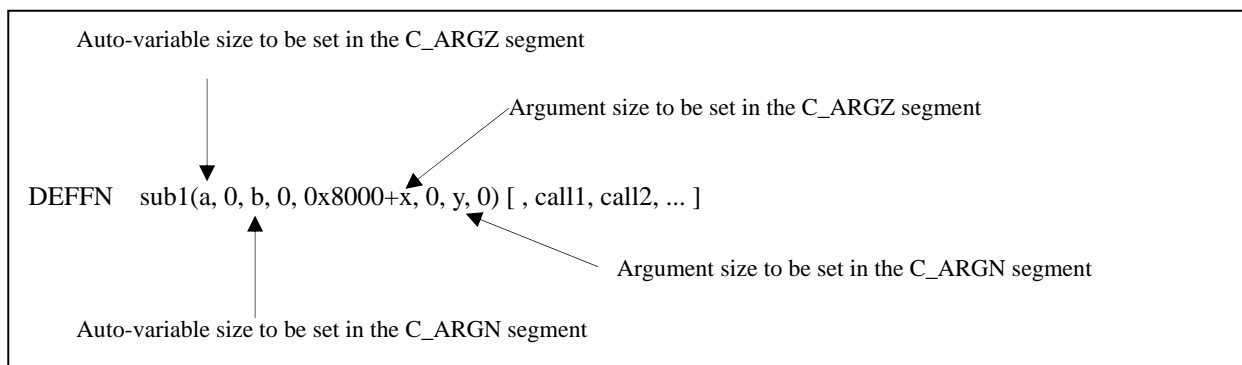 Auto-variable size to be set in the C_ARGZ segment
Argument size to be set in the C_ARGZ segment
DEFFN sub1(a, 0, b, 0, 0x8000+x, 0, y, 0) [ , call1, call2, ... ]
Argument size to be set in the C_ARGN segment
Auto-variable size to be set in the C_ARGN segment